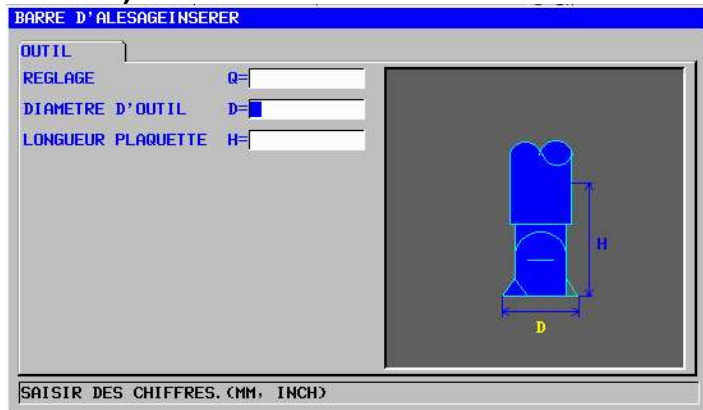 BARRE D'ALESAGEINSERER
OUTIL
REGLAGE Q=
DIAMETRE D'OUTIL D=
LONGUEUR PLAQUETTE H=
H
D
SAISIR DES CHIFFRES.(MM, INCH)